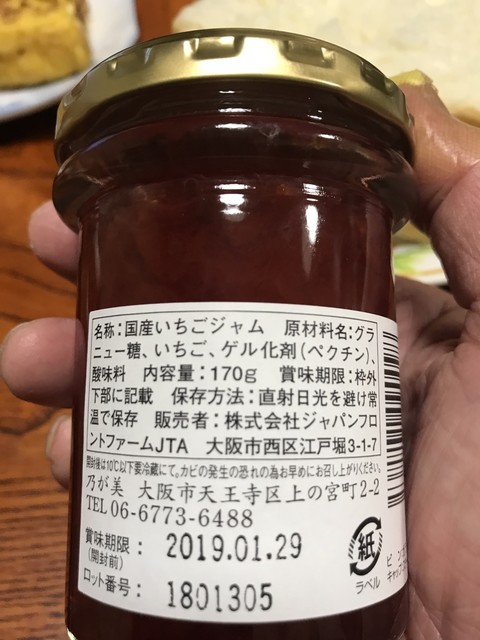 名称：国産いちごジャム　原材料名：グラ
ニュー糖、いちご、ゲル化剤（ペクチン）、
酸味料　内容量：170g　賞味期限：枠外
下部に記載　保存方法：直射日光を避け常
温で保存　販売者：株式会社ジャパンフロ
ントファームJTA　大阪市西区江戸堀3-1-7
開封後は10℃以下要冷蔵にて。カビの発生の恐れの為お早めにお召し上がりください。
乃が美　大阪市天王寺区上の宮町2-2
TEL 06-6773-6488
賞味期限：2019.01.29
（開封前）
ロット番号：1801305
紙
ラベル